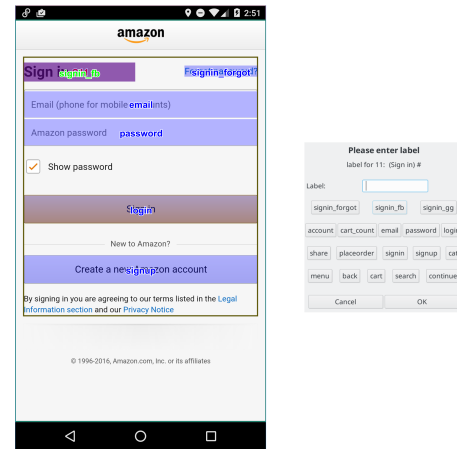 2:51
amazon
Sign in
signin_fb
signin_forgot
Email (phone for mobile
email
Amazon password
password
Show password
Sign in
login
New to Amazon?
Create a new Amazon account
signup
By signing in you are agreeing to our terms listed in the Legal
Information section and our Privacy Notice
© 1996-2016, Amazon.com, Inc. or its affiliates
Please enter label
label for 11: (Sign in) #
Label:
signin_forgot signin_fb signin_gg
account cart_count email password login
share placeorder signin signup cat
menu back cart search continue
Cancel OK